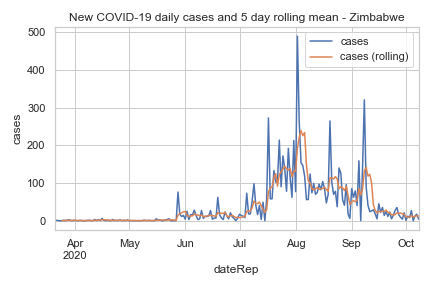 New COVID-19 daily cases and 5 day rolling mean - Zimbabwe
cases
cases (rolling)
500
400
300
200
100
0
cases
Apr May Jun Jul Aug Sep Oct
2020
dateRep